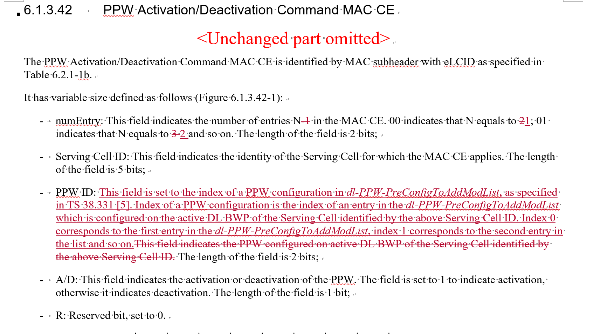 6.1.3.42 PPW Activation/Deactivation Command MAC CE
<Unchanged part omitted>
The PPW Activation/Deactivation Command MAC CE is identified by MAC subheader with eLCID as specified in
Table 6.2.1-1b.
It has variable size defined as follows (Figure 6.1.3.42-1):
- numEntry: This field indicates the number of entries N-1 in the MAC CE. 00 indicates that N equals to 21; 01
indicates that N equals to 3 2 and so on. The length of the field is 2 bits;
- Serving Cell ID: This field indicates the identity of the Serving Cell for which the MAC CE applies. The length
of the field is 5 bits;
- PPW ID: This field is set to the index of a PPW configuration in dl-PPW-PreConfigToAddModList, as specified
in TS 38.331 [5]. Index of a PPW configuration is the index of an entry in the dl-PPW-PreConfigToAddModList
which is configured on the active DL BWP of the Serving Cell identified by the above Serving Cell ID. Index 0
corresponds to the first entry in the dl-PPW-PreConfigToAddModList, index 1 corresponds to the second entry in
the list and so on.This field indicates the PPW configured on active DL BWP of the Serving Cell identified by
the above Serving Cell ID. The length of the field is 2 bits;
- A/D: This field indicates the activation or deactivation of the PPW. The field is set to 1 to indicate activation,
otherwise it indicates deactivation. The length of the field is 1 bit;
- R: Reserved bit, set to 0.